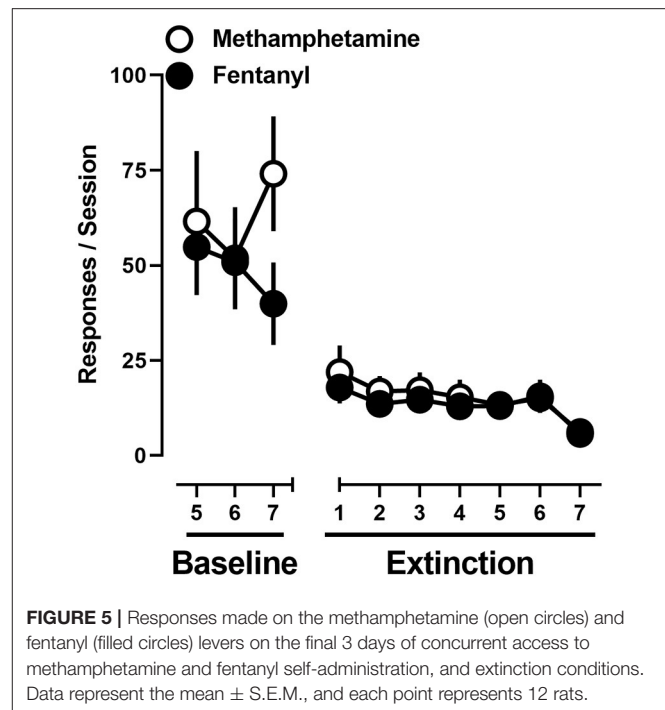 Methamphetamine
Fentanyl
100
75
50
25
0
Responses / Session
5 6 7 1 2 3 4 5 6 7
Baseline Extinction
FIGURE 5 | Responses made on the methamphetamine (open circles) and
fentanyl (filled circles) levers on the final 3 days of concurrent access to
methamphetamine and fentanyl self-administration, and extinction conditions.
Data represent the mean ± S.E.M., and each point represents 12 rats.